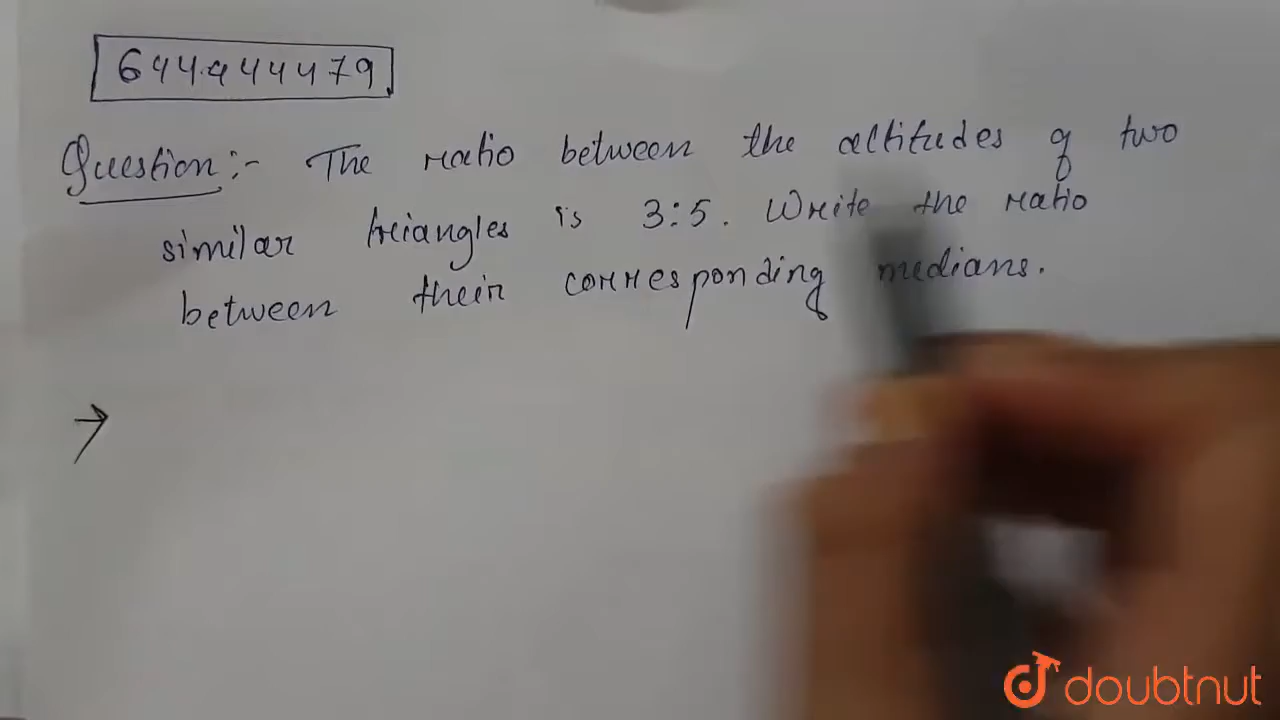 644444479
Question:- The ratio between the altitudes of two
similar triangles is 3:5. Write the ratio
between their corresponding medians.
doubtnut